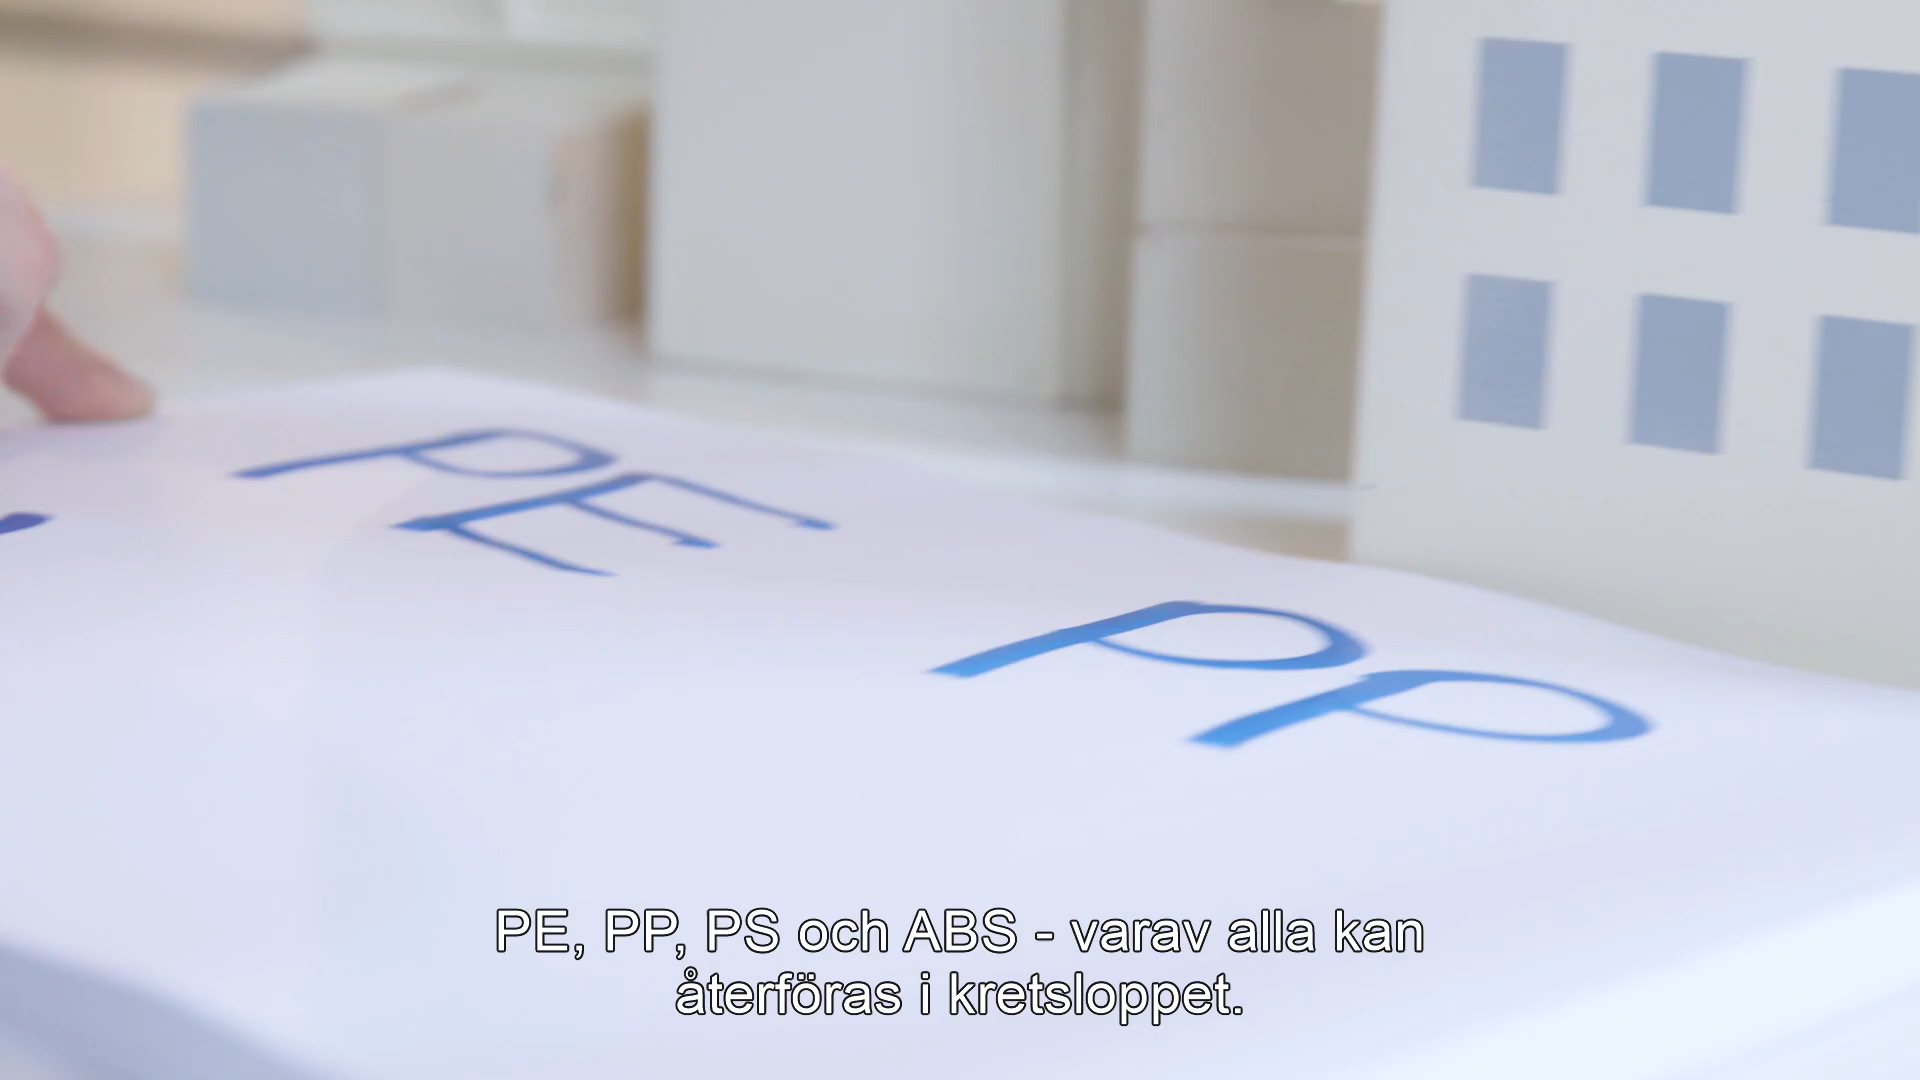 PE
PP
PE, PP, PS och ABS - varav alla kan
återföras i kretsloppet.